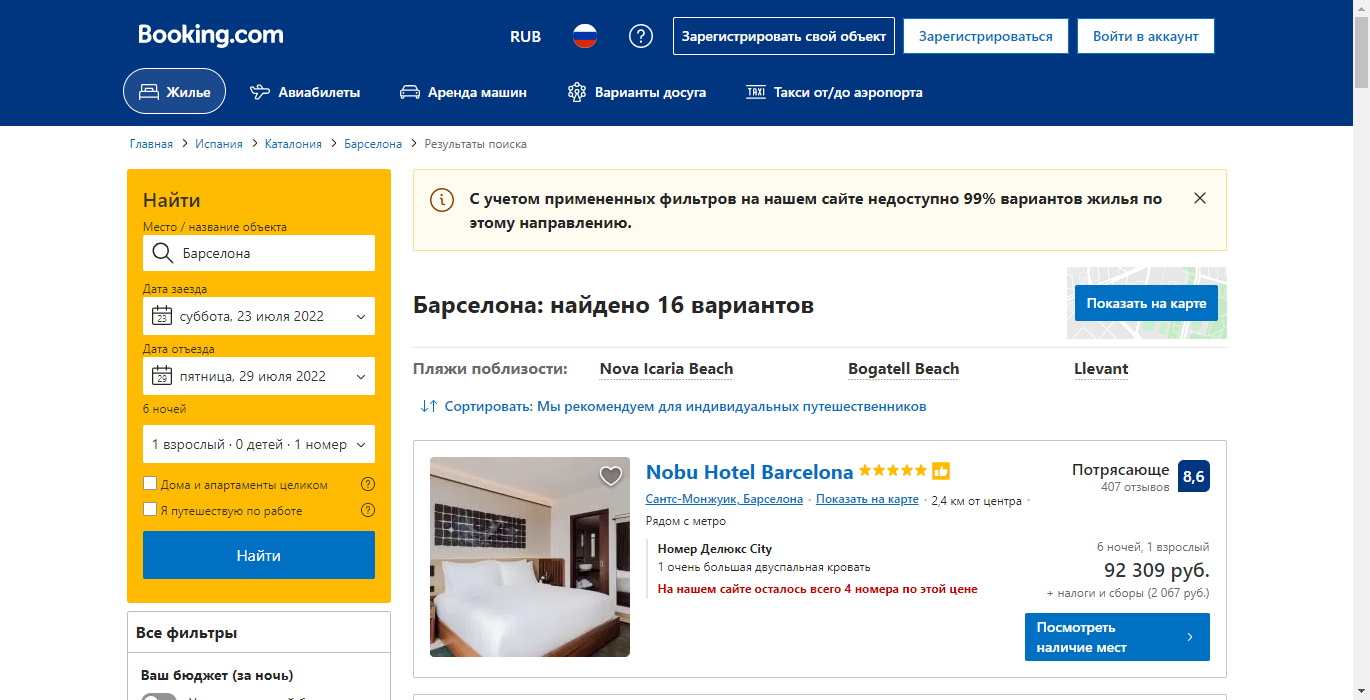 Booking.com
RUB
Зарегистрировать свой объект
Зарегистрироваться
Войти в аккаунт
Жилье
Авиабилеты
Аренда машин
Варианты досуга
TAXI
Такси от/до аэропорта
Главная > Испания > Каталония > Барселона > Результаты поиска
Найти
Место / название объекта
Барселона
Дата заезда
23
суббота, 23 июля 2022
Дата отъезда
29
пятница, 29 июля 2022
6 ночей
1 взрослый · 0 детей · 1 номер
Дома и апартаменты целиком
Я путешествую по работе
Найти
Все фильтры
Ваш бюджет (за ночь)
С учетом примененных фильтров на нашем сайте недоступно 99% вариантов жилья по
этому направлению.
Барселона: найдено 16 вариантов
Показать на карте
Пляжи поблизости:
Nova Icaria Beach
Bogatell Beach
Llevant
Сортировать: Мы рекомендуем для индивидуальных путешественников
Nobu Hotel Barcelona
Сантс-Монжуик, Барселона · Показать на карте · 2,4 км от центра ·
Рядом с метро
Потрясающе
407 отзывов
8,6
Номер Делюкс City
1 очень большая двуспальная кровать
На нашем сайте осталось всего 4 номера по этой цене
6 ночей, 1 взрослый
92 309 руб.
+ налоги и сборы (2 067 руб.)
Посмотреть
наличие мест